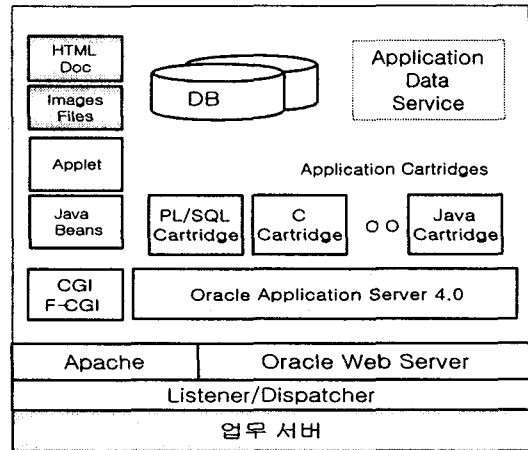 HTML
Doc
Images
Files
Applet
Java
Beans
CGI
F-CGI
DB
Application
Data
Service
Application Cartridges
PL/SQL
Cartridge
C
Cartridge
○ ○
Java
Cartridge
Oracle Application Server 4.0
Apache
Oracle Web Server
Listener/Dispatcher
업무 서버